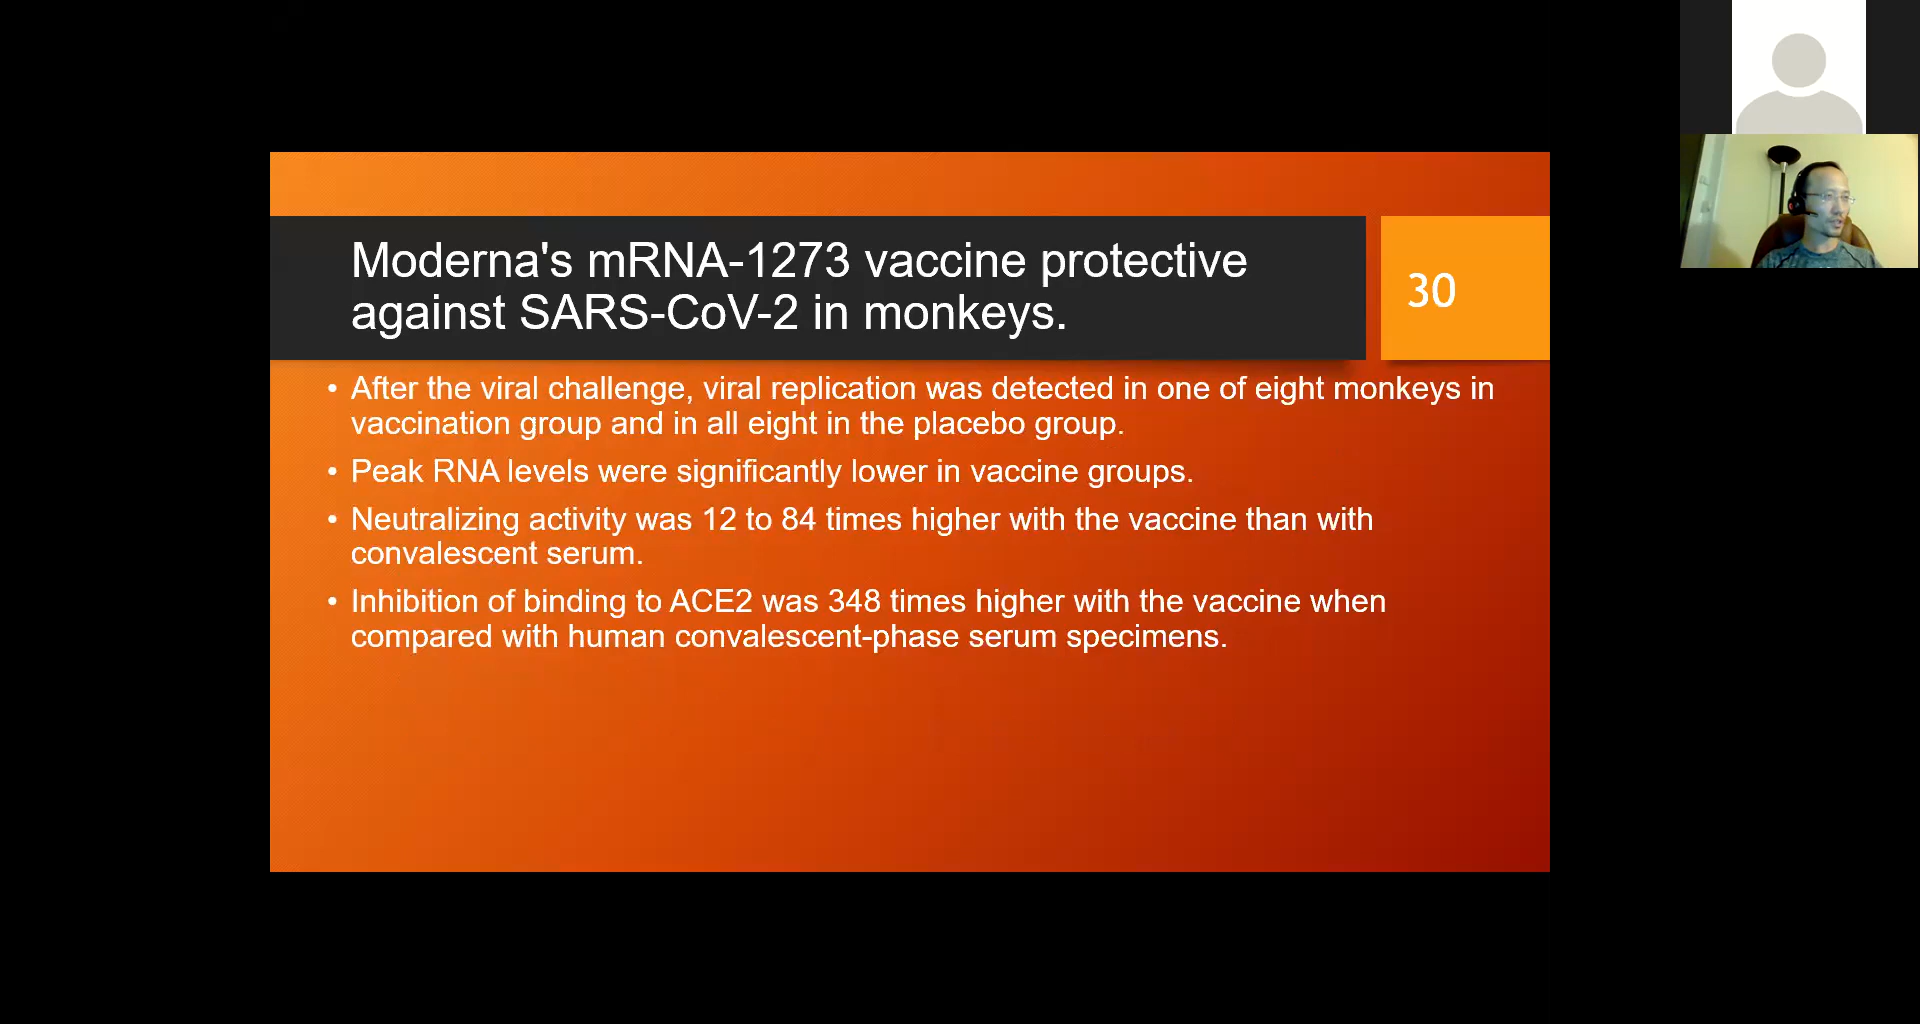 Moderna's mRNA-1273 vaccine protective
against SARS-CoV-2 in monkeys.
30
• After the viral challenge, viral replication was detected in one of eight monkeys in
vaccination group and in all eight in the placebo group.
• Peak RNA levels were significantly lower in vaccine groups.
• Neutralizing activity was 12 to 84 times higher with the vaccine than with
convalescent serum.
• Inhibition of binding to ACE2 was 348 times higher with the vaccine when
compared with human convalescent-phase serum specimens.